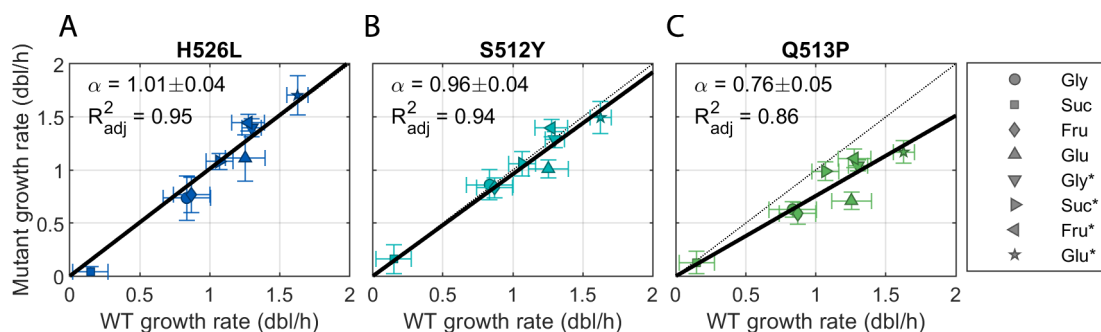 A
B
C
H526L
S512Y
Q513P
α = 1.01±0.04
R²adj = 0.95
α = 0.96±0.04
R²adj = 0.94
α = 0.76±0.05
R²adj = 0.86
Mutant growth rate (dbl/h)
2
1.5
1
0.5
0
0 0.5 1 1.5 2
0 0.5 1 1.5 2
0 0.5 1 1.5 2
WT growth rate (dbl/h)
WT growth rate (dbl/h)
WT growth rate (dbl/h)
Gly
Suc
Fru
Glu
Gly*
Suc*
Fru*
Glu*